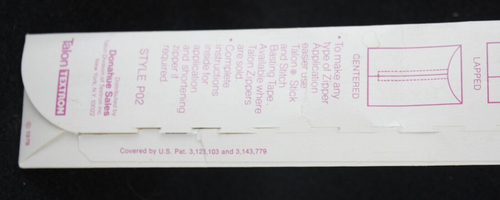 LAPPED
CENTERED
* To make any
Type of Zipper
Application
easier use
Talon® Stick
and Stitch
Basting Tape.
Available where
Talon Zippers
are sold.
* Complete
instructions
inside for
application
and shortening
zipper if
required.
STYLE P02
Distributed by
Donahue Sales
New York, N.Y. 10022
Talon TEXTRON
© 1979
Covered by U.S. Pat. 3,123,103 and 3,143,779